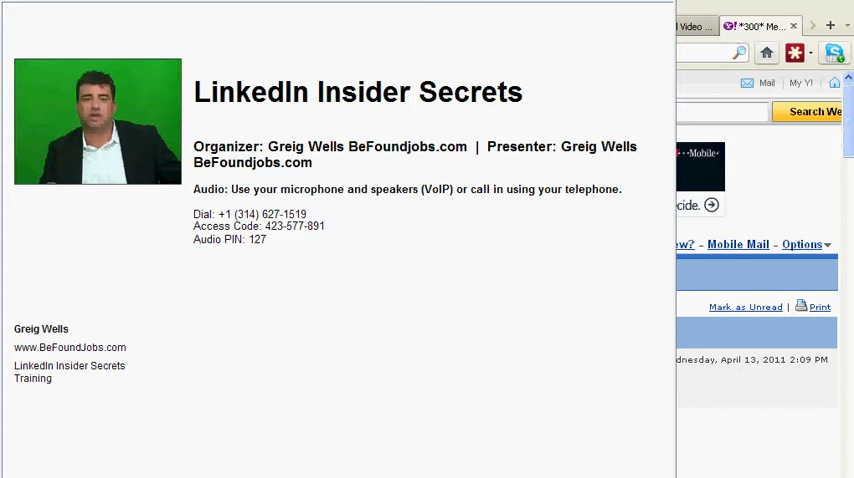 LinkedIn Insider Secrets
Organizer: Greig Wells BeFoundjobs.com | Presenter: Greig Wells
BeFoundjobs.com
Audio: Use your microphone and speakers (VoIP) or call in using your telephone.
Dial: +1 (314) 627-1519
Access Code: 423-577-891
Audio PIN: 127
Greig Wells
www.BeFoundJobs.com
LinkedIn Insider Secrets
Training
Video ...
*300* Me...
Mail My Y!
Search We
Mobile
cide.
ew? - Mobile Mail - Options
Mark as Unread | Print
dnesday, April 13, 2011 2:09 PM